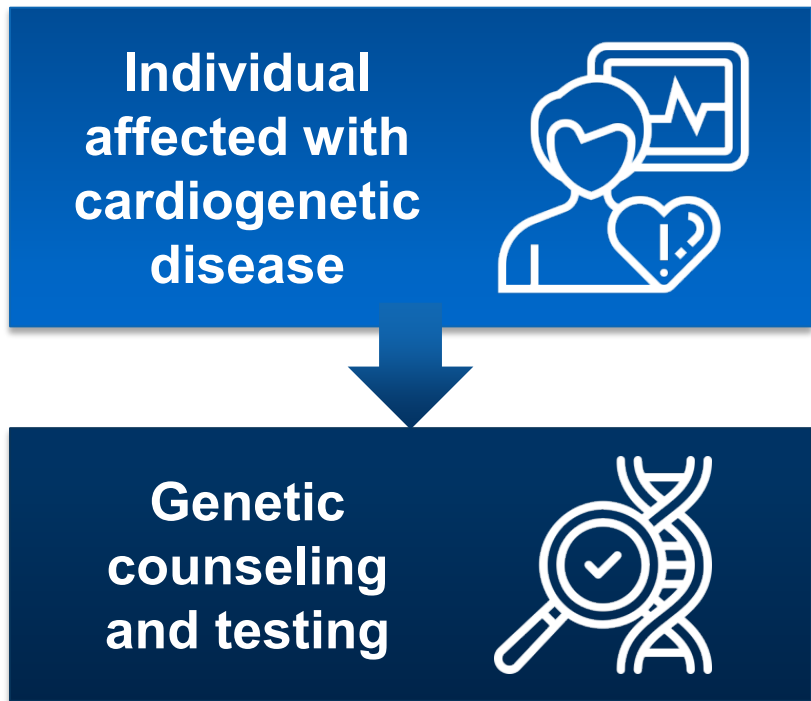 Individual
affected with
cardiogenetic
disease
Genetic
counseling
and testing